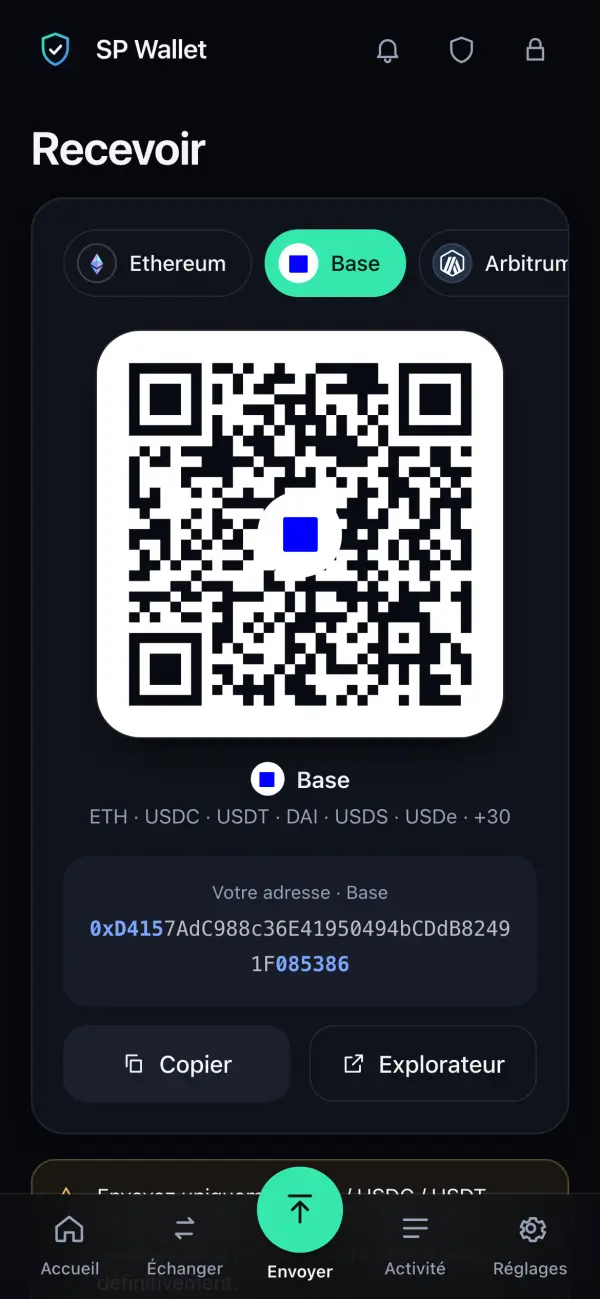 SP Wallet
Recevoir
Ethereum
Base
Arbitrum
Base
ETH · USDC · USDT · DAI · USDS · USDe · +30
Votre adresse · Base
0xD4157AdC988c36E41950494bCDdB8249
1F085386
Copier
Explorateur
Envoyez uniquem / USDC / USDT
définitivement.
Accueil
Échanger
Envoyer
Activité
Réglages